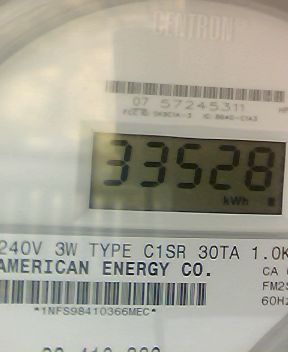 CENTRON
07 57245311
33528
kWh
240V 3W TYPE C1SR 30TA 1.0K
AMERICAN ENERGY CO.
CA
FM2S
60Hz
*1NFS98410366MEC*